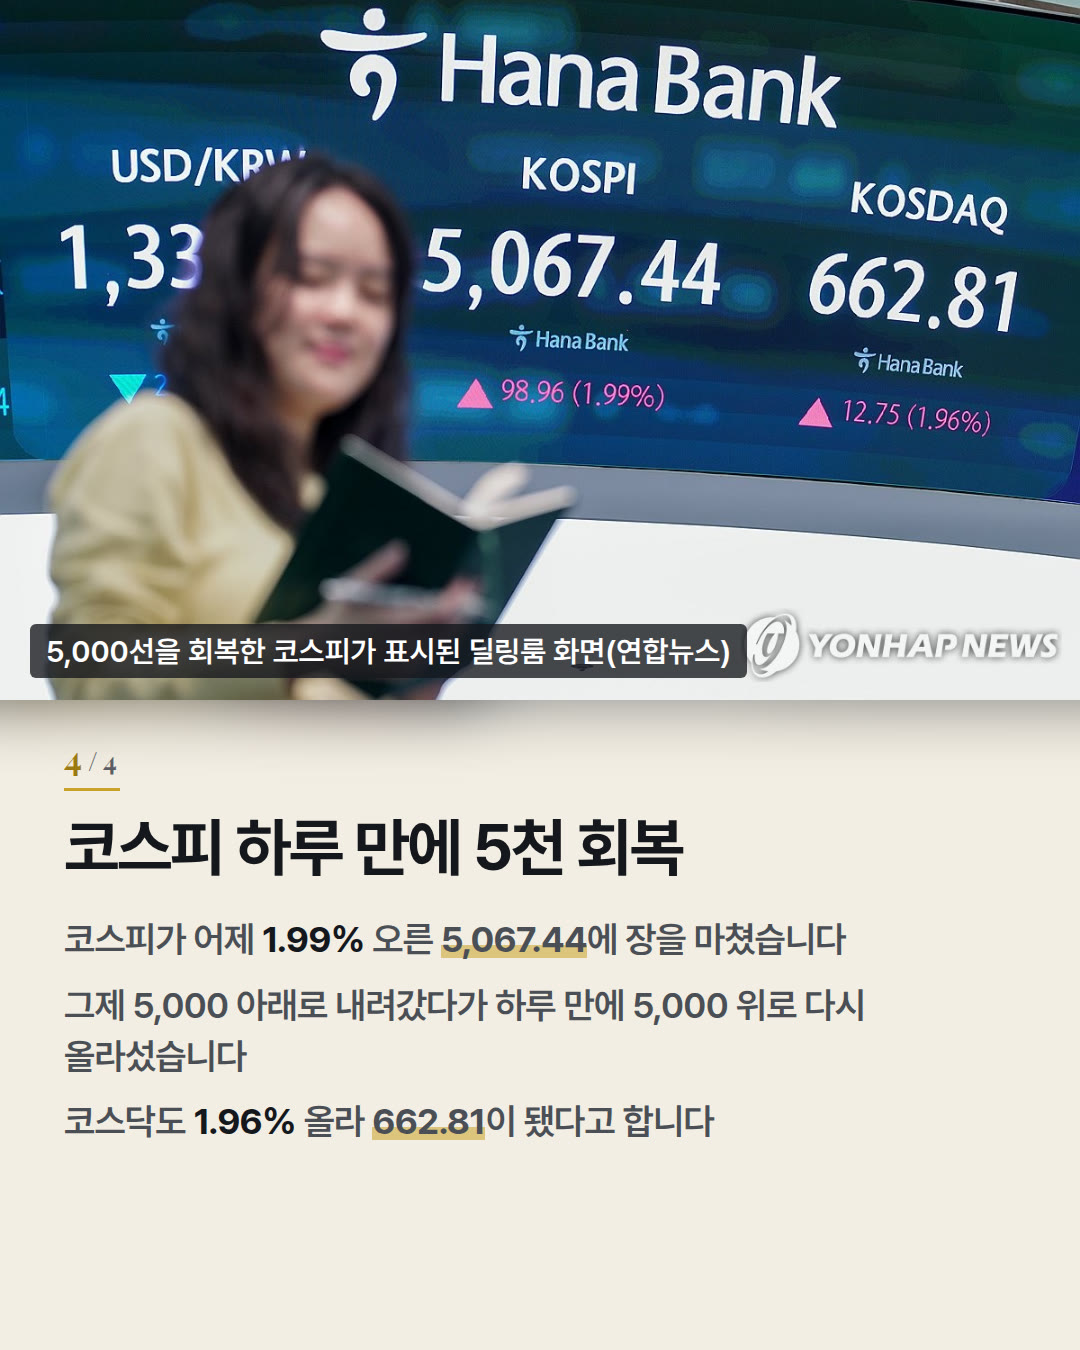 Hana Bank
USD/KRW
KOSPI
KOSDAQ
1,33
5,067.44
662.81
Hana Bank
Hana Bank
2
98.96 (1.99%)
12.75 (1.96%)
4
5,000선을 회복한 코스피가 표시된 딜링룸 화면(연합뉴스)
YONHAP NEWS
4 / 4
코스피 하루 만에 5천 회복
코스피가 어제 1.99% 오른 5,067.44에 장을 마쳤습니다
그제 5,000 아래로 내려갔다가 하루 만에 5,000 위로 다시
올라섰습니다
코스닥도 1.96% 올라 662.81이 됐다고 합니다